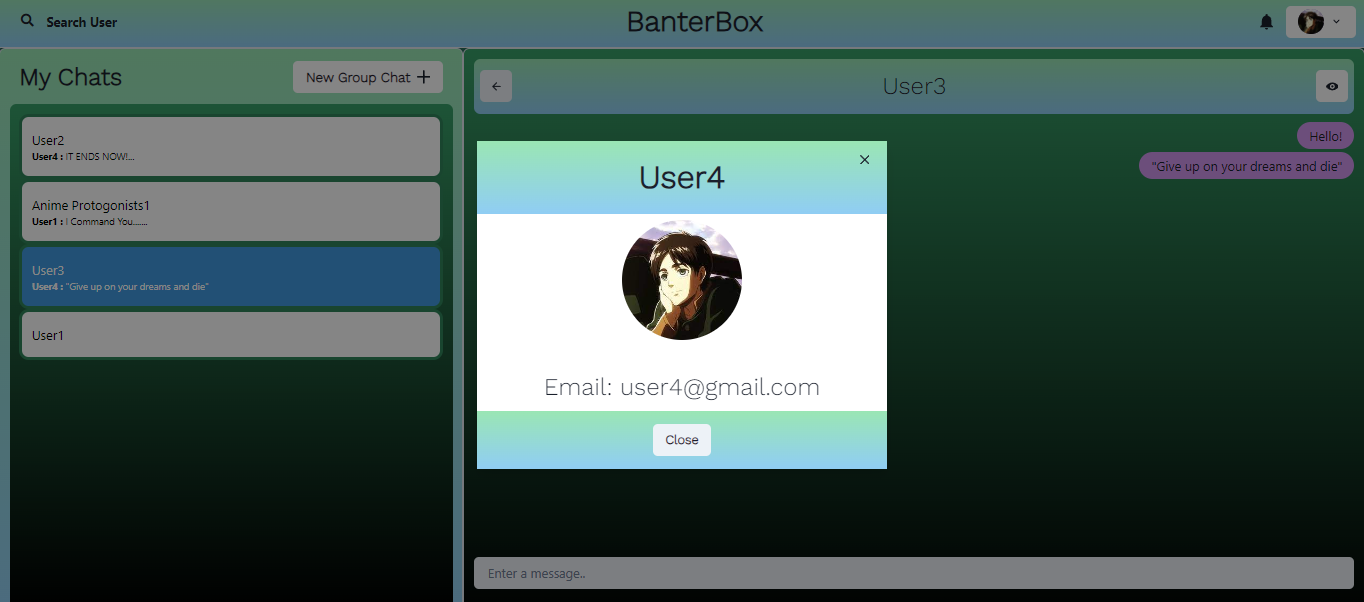 Search User
BanterBox
My Chats
New Group Chat
User2
User4 : IT ENDS NOW!...
Anime Protogonists1
User1 : I Command You.......
User3
User4 : "Give up on your dreams and die"
User1
User3
Hello!
"Give up on your dreams and die"
User4
Email: user4@gmail.com
Close
Enter a message..